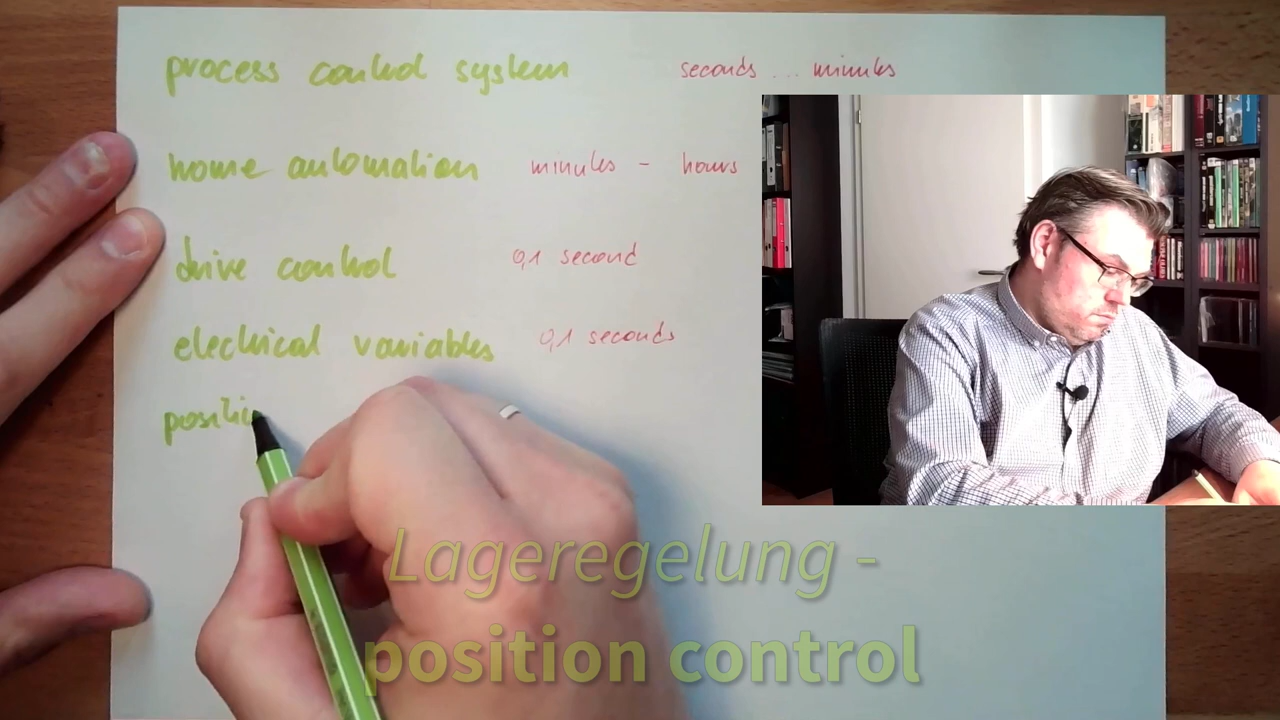 process control system seconds ... minutes
home automation minutes - hours
drive control 0,1 second
electrical variables 0,1 seconds
positio
Lageregelung -
position control